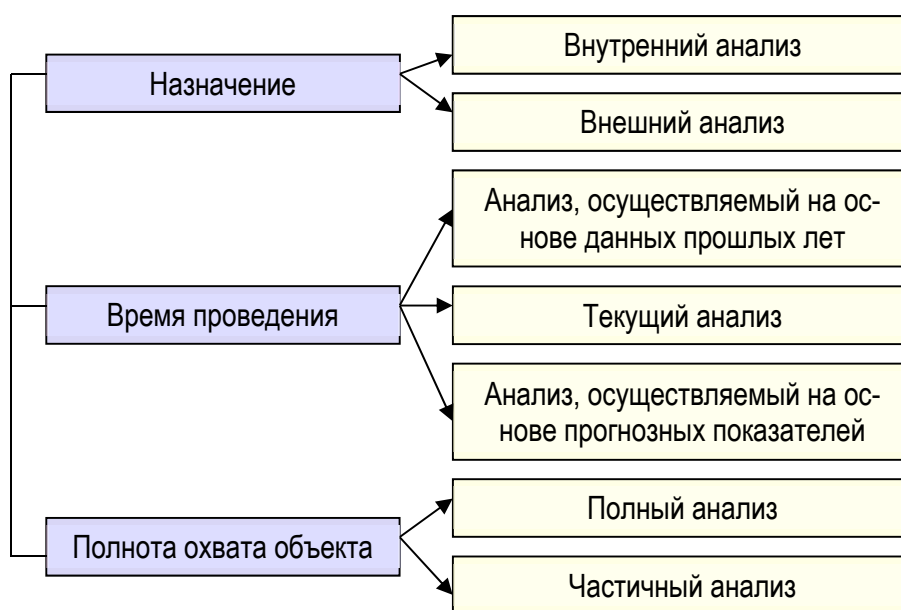 Назначение
Внутренний анализ
Внешний анализ
Время проведения
Анализ, осуществляемый на ос-
нове данных прошлых лет
Текущий анализ
Анализ, осуществляемый на ос-
нове прогнозных показателей
Полнота охвата объекта
Полный анализ
Частичный анализ